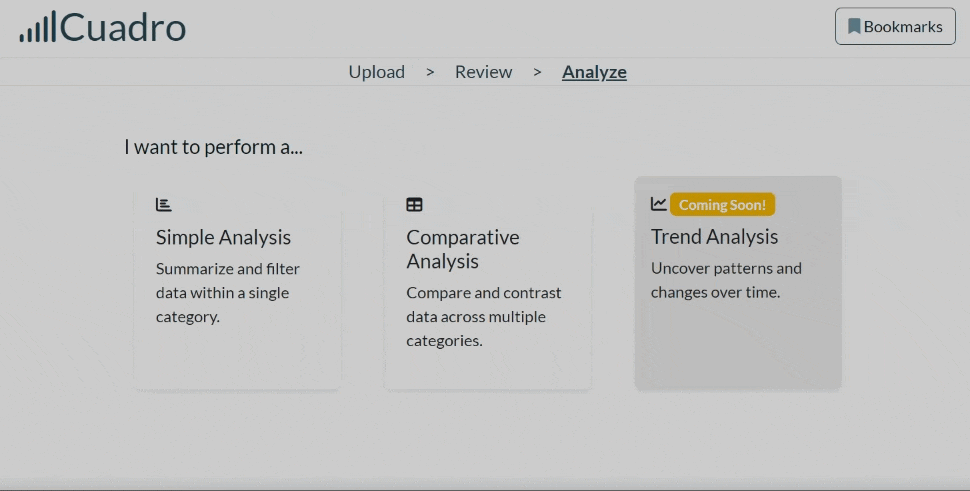 Cuadro
Bookmarks
Upload > Review > Analyze
I want to perform a...
Simple Analysis
Summarize and filter
data within a single
category.
Comparative
Analysis
Compare and contrast
data across multiple
categories.
Coming Soon!
Trend Analysis
Uncover patterns and
changes over time.